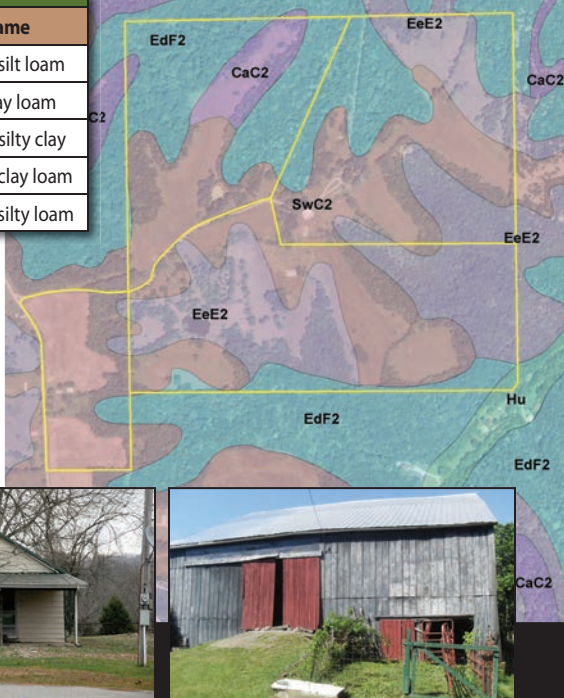 ame
silt loam
ay loam
silty clay
clay loam
silty loam
EdF2
EeE2
CaC2
CaC2
C2
SwC2
EeE2
EeE2
Hu
EdF2
EdF2
CaC2